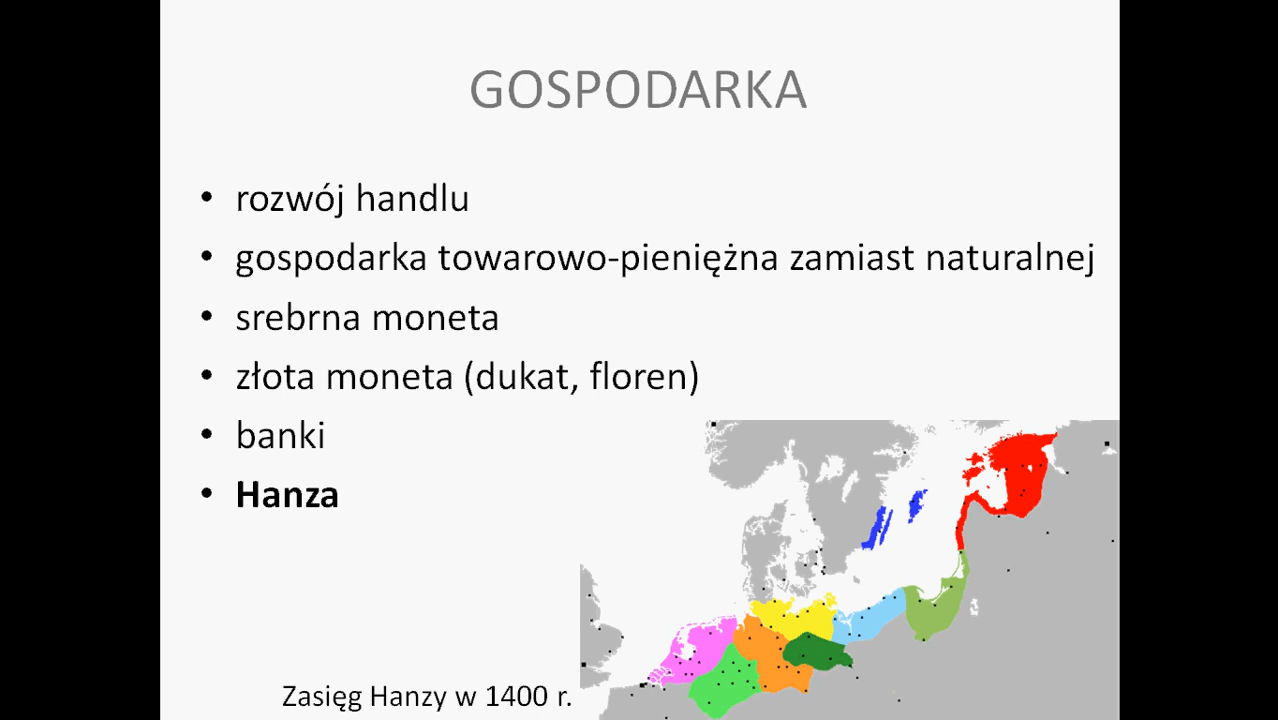 GOSPODARKA
• rozwój handlu
• gospodarka towarowo-pieniężna zamiast naturalnej
• srebrna moneta
• złota moneta (dukat, floren)
• banki
• Hanza
Zasięg Hanzy w 1400 r.